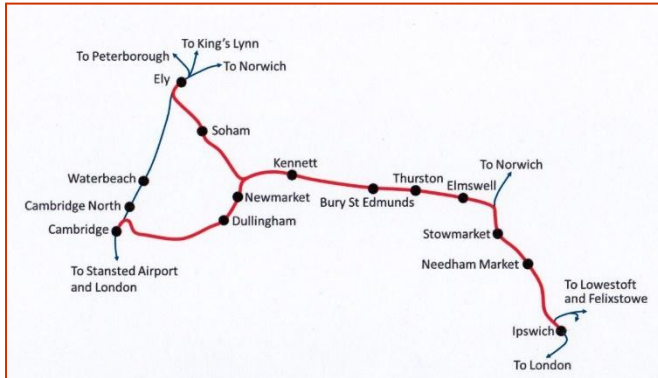 To King's Lynn
To Peterborough
To Norwich
Ely
Soham
Kennett
To Norwich
Thurston
Elmswell
Waterbeach
Newmarket
Bury St Edmunds
Cambridge North
Dullingham
Cambridge
Stowmarket
Needham Market
To Stansted Airport
and London
To Lowestoft
and Felixstowe
Ipswich
To London